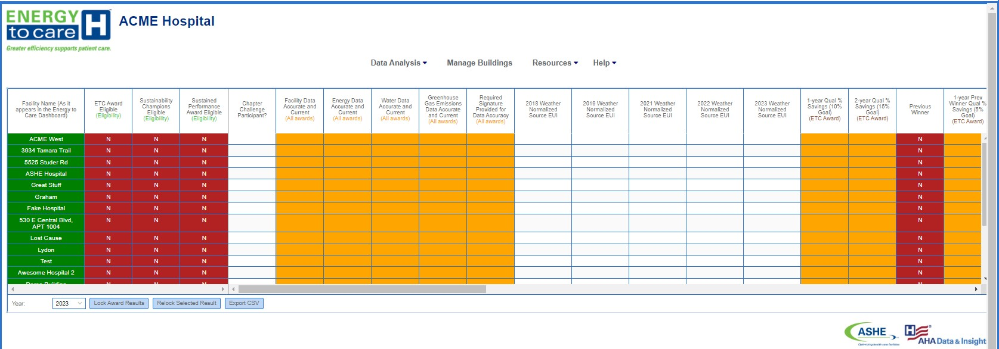 ENERGY
to care H
Greater efficiency supports patient care.
ACME Hospital
Data Analysis Manage Buildings Resources Help
Facility Name (As it
appears in the Energy to
Care Dashboard)
ETC Award
Eligible
(Eligibility)
Sustainability
Champions
Eligible
(Eligibility)
Sustained
Performance
Award Eligible
(Eligibility)
Chapter
Challenge
Participant?
Facility Data
Accurate and
Current
(All awards)
Energy Data
Accurate and
Current
(All awards)
Water Data
Accurate and
Current
(All awards)
Greenhouse
Gas Emissions
Data Accurate
and Current
(All awards)
Required
Signature
Provided for
Data Accuracy
(All awards)
2018 Weather
Normalized
Source EUI
2019 Weather
Normalized
Source EUI
2021 Weather
Normalized
Source EUI
2022 Weather
Normalized
Source EUI
2023 Weather
Normalized
Source EUI
1-year Qual %
Savings (10%
Goal)
(ETC Award)
2-year Qual %
Savings (15%
Goal)
(ETC Award)
Previous
Winner
1-year Prev
Winner Qual %
Savings (5%
Goal)
(ETC Award)
ACME West N N N N
3934 Tamara Trail N N N N
5525 Studer Rd N N N N
ASHE Hospital N N N N
Great Stuff N N N N
Graham N N N N
Fake Hospital N N N N
530 E Central Blvd, N N N N
APT 1004
Lost Cause N N N N
Lydon N N N N
Test N N N N
Awesome Hospital 2 N N N N
Demo Building N N N N
Year: 2023 Lock Award Results Relock Selected Result Export CSV
ASHE
Optimizing health care facilities
H
AHA Data & Insight